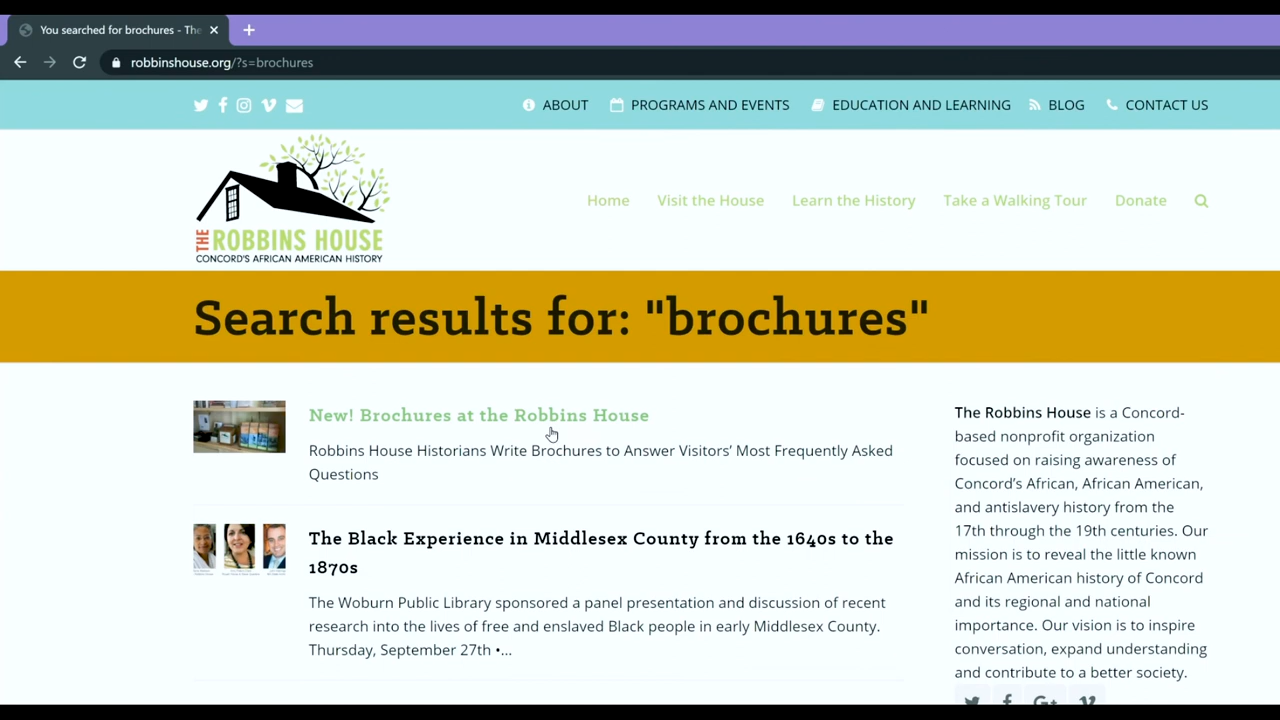 You searched for brochures - The
robbinshouse.org/?s=brochures
ABOUT PROGRAMS AND EVENTS EDUCATION AND LEARNING BLOG CONTACT US
THE ROBBINS HOUSE
CONCORD'S AFRICAN AMERICAN HISTORY
Home Visit the House Learn the History Take a Walking Tour Donate
Search results for: "brochures"
New! Brochures at the Robbins House
Robbins House Historians Write Brochures to Answer Visitors’ Most Frequently Asked
Questions
The Black Experience in Middlesex County from the 1640s to the
1870s
The Woburn Public Library sponsored a panel presentation and discussion of recent
research into the lives of free and enslaved Black people in early Middlesex County.
Thursday, September 27th •...
The Robbins House is a Concord-
based nonprofit organization
focused on raising awareness of
Concord’s African, African American,
and antislavery history from the
17th through the 19th centuries. Our
mission is to reveal the little known
African American history of Concord
and its regional and national
importance. Our vision is to inspire
conversation, expand understanding
and contribute to a better society.